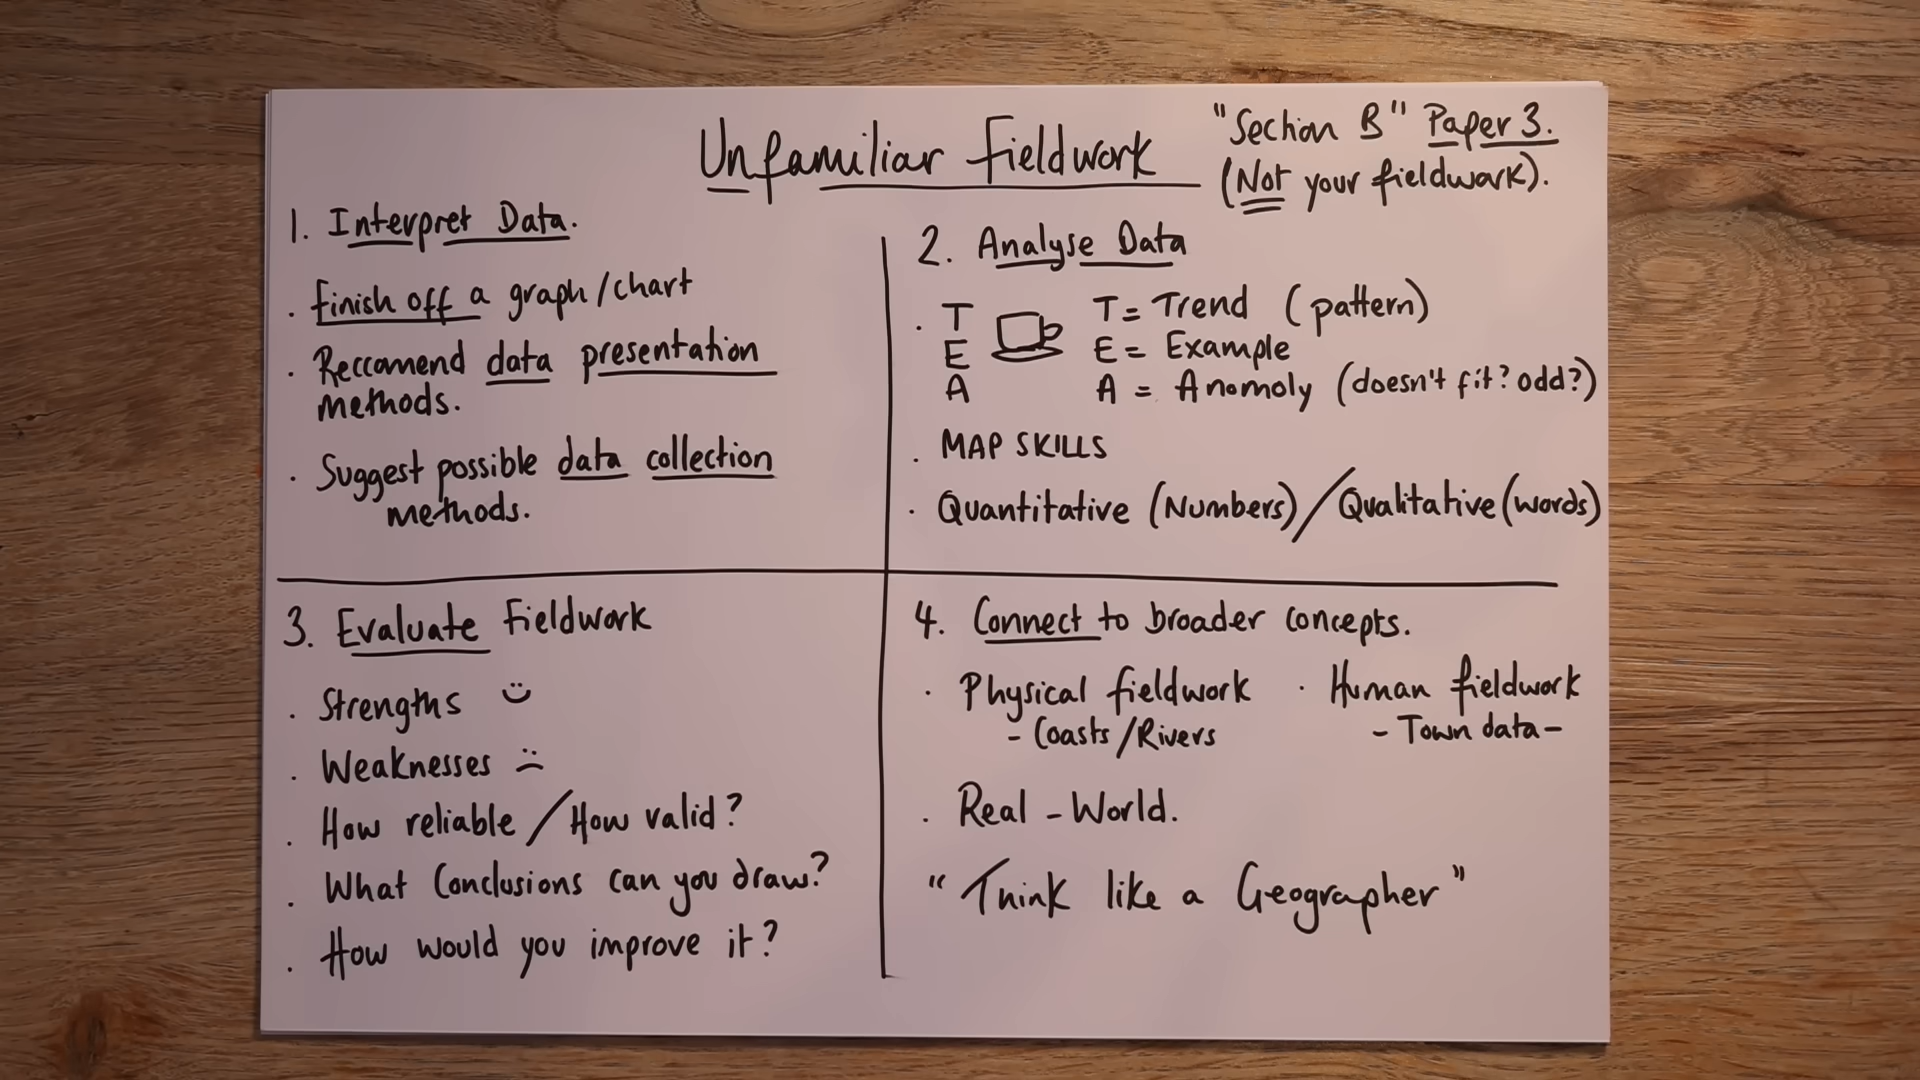 Unfamiliar Fieldwork
"Section B" Paper 3.
(Not your fieldwork).
1. Interpret Data.
. Finish off a graph/chart
. Reccomend data presentation
methods.
. Suggest possible data collection
methods.
2. Analyse Data
. T T = Trend (pattern)
E E = Example
A A = Anomoly (doesn't fit? odd?)
. MAP SKILLS
. Quantitative (Numbers)/Qualitative (words)
3. Evaluate Fieldwork
. Strengths
. Weaknesses
. How reliable/How valid?
. What Conclusions can you draw?
. How would you improve it?
4. Connect to broader concepts.
. Physical fieldwork
- Coasts/Rivers
. Human fieldwork
- Town data -
. Real - World.
"Think like a Geographer"